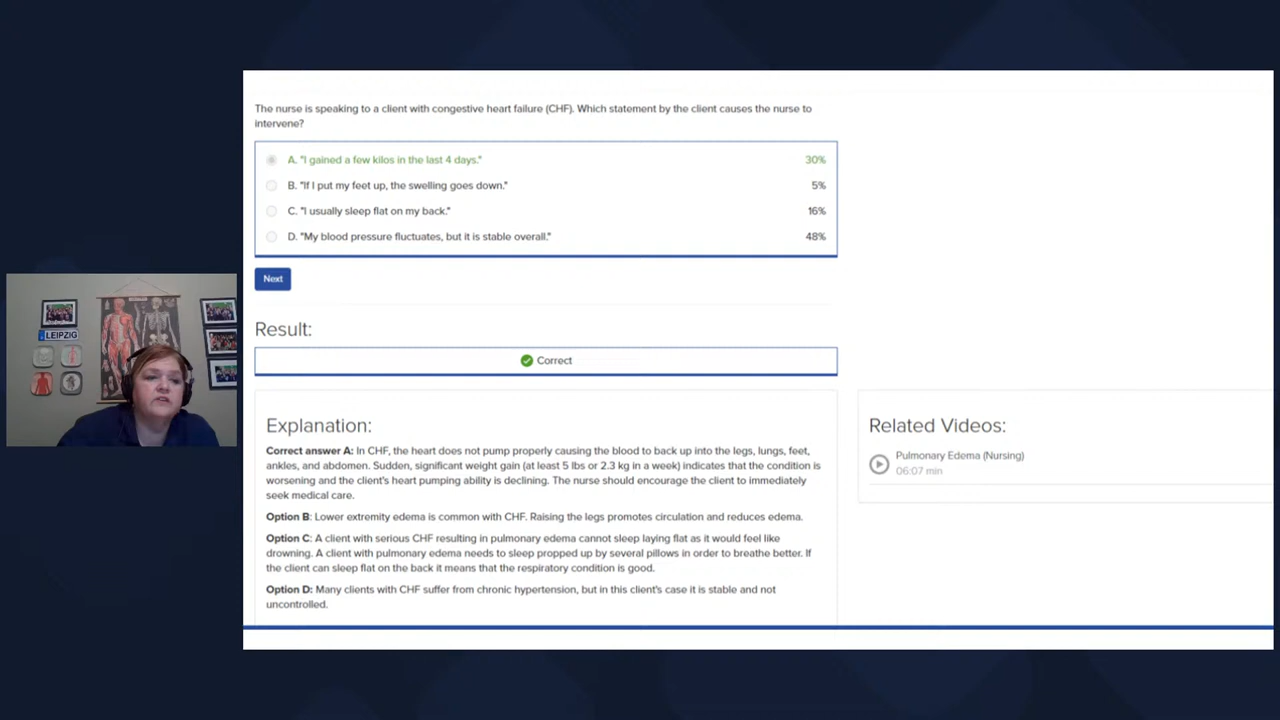 The nurse is speaking to a client with congestive heart failure (CHF). Which statement by the client causes the nurse to
intervene?
A. "I gained a few kilos in the last 4 days." 30%
B. "If I put my feet up, the swelling goes down." 5%
C. "I usually sleep flat on my back." 16%
D. "My blood pressure fluctuates, but it is stable overall." 48%
Next
Result:
Correct
LEIPZIG
Explanation:
Correct answer A: In CHF, the heart does not pump properly causing the blood to back up into the legs, lungs, feet,
ankles, and abdomen. Sudden, significant weight gain (at least 5 lbs or 2.3 kg in a week) indicates that the condition is
worsening and the client's heart pumping ability is declining. The nurse should encourage the client to immediately
seek medical care.
Option B: Lower extremity edema is common with CHF. Raising the legs promotes circulation and reduces edema.
Option C: A client with serious CHF resulting in pulmonary edema cannot sleep laying flat as it would feel like
drowning. A client with pulmonary edema needs to sleep propped up by several pillows in order to breathe better. If
the client can sleep flat on the back it means that the respiratory condition is good.
Option D: Many clients with CHF suffer from chronic hypertension, but in this client's case it is stable and not
uncontrolled.
Related Videos:
Pulmonary Edema (Nursing)
06:07 min